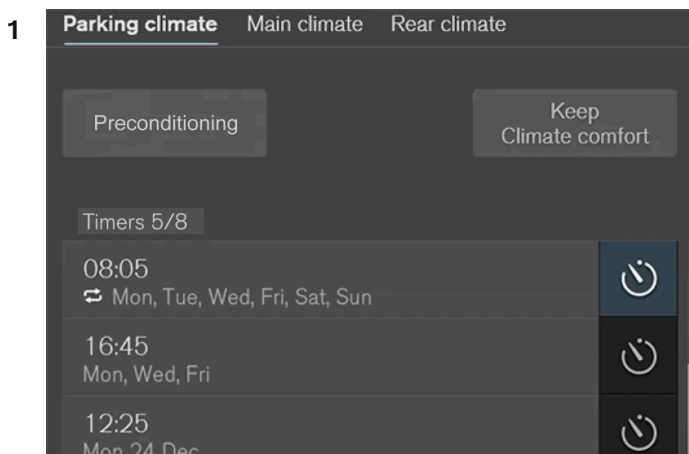 1
Parking climate Main climate Rear climate
Preconditioning
Keep
Climate comfort
Timers 5/8
08:05
Mon, Tue, Wed, Fri, Sat, Sun
16:45
Mon, Wed, Fri
12:25
Mon 24 Dec